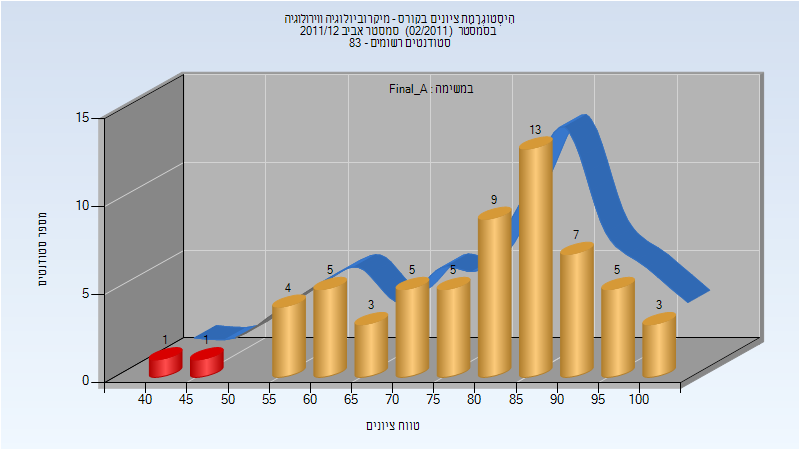 הִיסְטוֹגְרָמַת ציונים בקורס - מיקרוביולוגיה ווירולוגיה
בסמסטר (02/2011) סמסטר אביב 2011/12
סטודנטים רשומים - 83
במשימה : Final_A
15
10
5
0
מספר סטודנטים
1
1
4
5
3
5
5
9
13
7
5
3
40 45 50 55 60 65 70 75 80 85 90 95 100
טווח ציונים